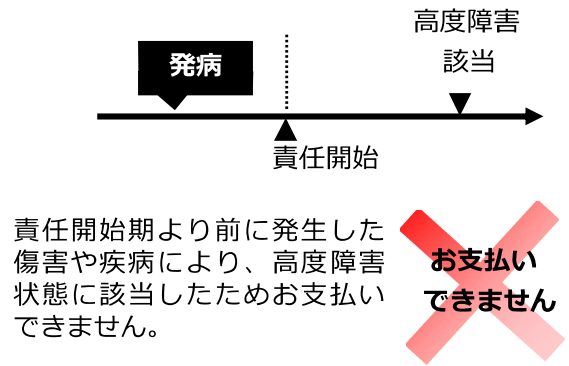 高度障害
該当
発病
責任開始
責任開始期より前に発生した
傷害や疾病により、高度障害
状態に該当したためお支払い
できません。
お支払い
できません